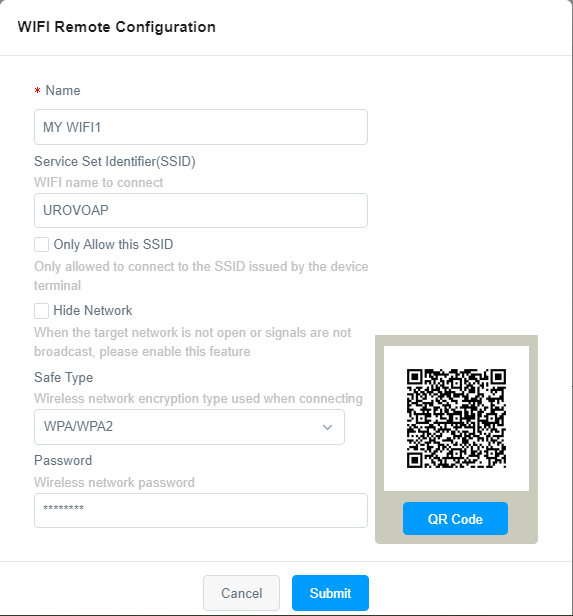 WIFI Remote Configuration
* Name
MY WIFI1
Service Set Identifier(SSID)
WIFI name to connect
UROVOAP
Only Allow this SSID
Only allowed to connect to the SSID issued by the device
terminal
Hide Network
When the target network is not open or signals are not
broadcast, please enable this feature
Safe Type
Wireless network encryption type used when connecting
WPA/WPA2
Password
Wireless network password
********
QR Code
Cancel
Submit